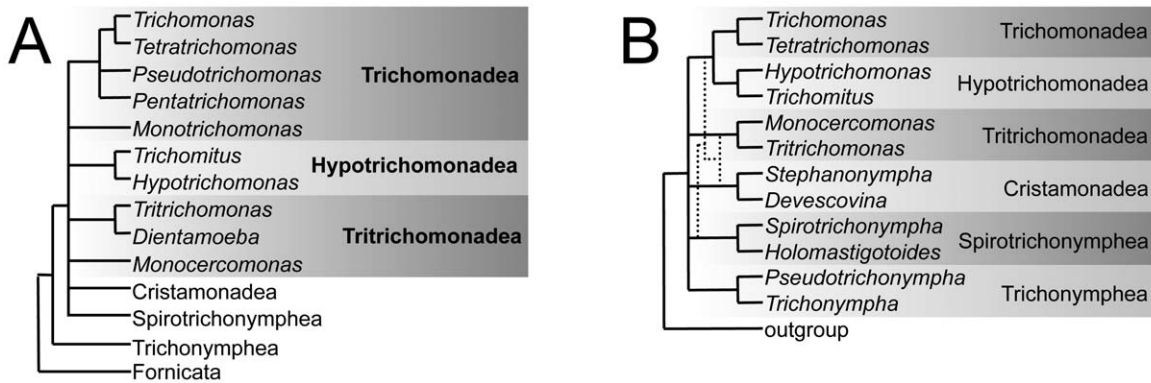 A
Trichomonas
Tetratrichomonas
Pseudotrichomonas
Pentatrichomonas
Trichomonadea
Monotrichomonas
Trichomitus
Hypotrichomonas
Hypotrichomonadea
Tritrichomonas
Dientamoeba
Monocercomonas
Tritrichomonadea
Cristamonadea
Spirotrichonymphea
Trichonymphea
Fornicata
B
Trichomonas
Tetratrichomonas
Trichomonadea
Hypotrichomonas
Trichomitus
Hypotrichomonadea
Monocercomonas
Tritrichomonas
Tritrichomonadea
Stephanonympha
Devescovina
Cristamonadea
Spirotrichonympha
Holomastigotoides
Spirotrichonymphea
Pseudotrichonympha
Trichonympha
Trichonymphea
outgroup